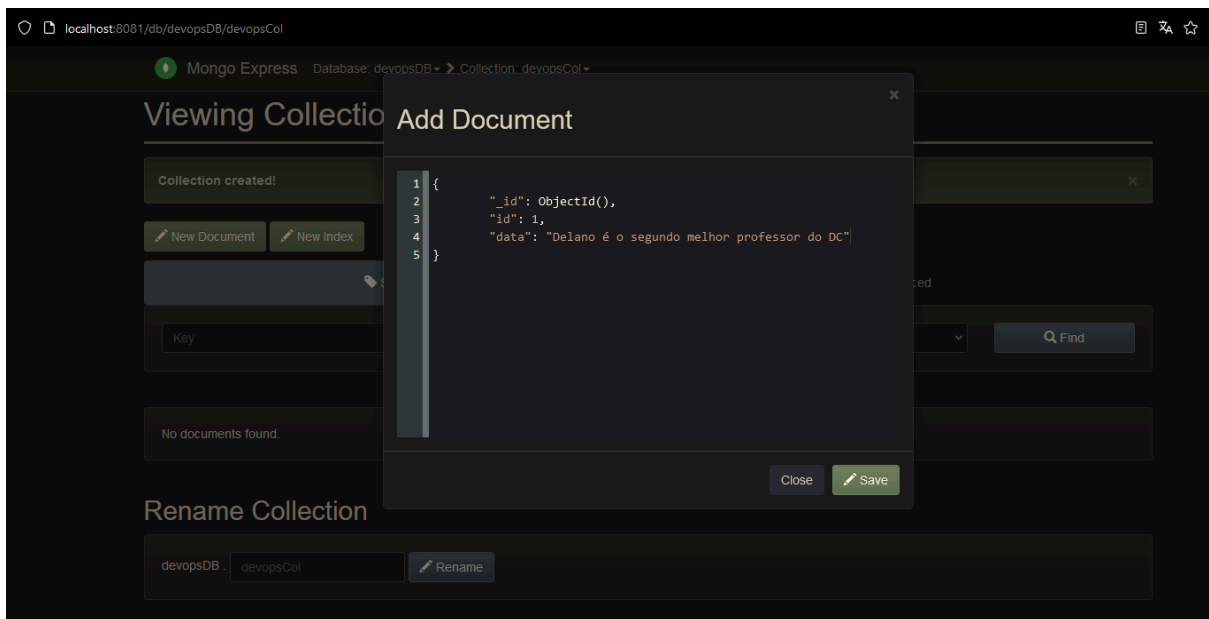 localhost:8081/db/devopsDB/devopsCol
Mongo Express Database: devopsDB Collection: devopsCol
Viewing Collectio
Collection created!
×
New Document New Index
Key
Find
No documents found.
Rename Collection
devopsDB . devopsCol Rename
Add Document
×
1 {
2 "_id": ObjectId(),
3 "id": 1,
4 "data": "Delano é o segundo melhor professor do DC"
5 }
Close Save